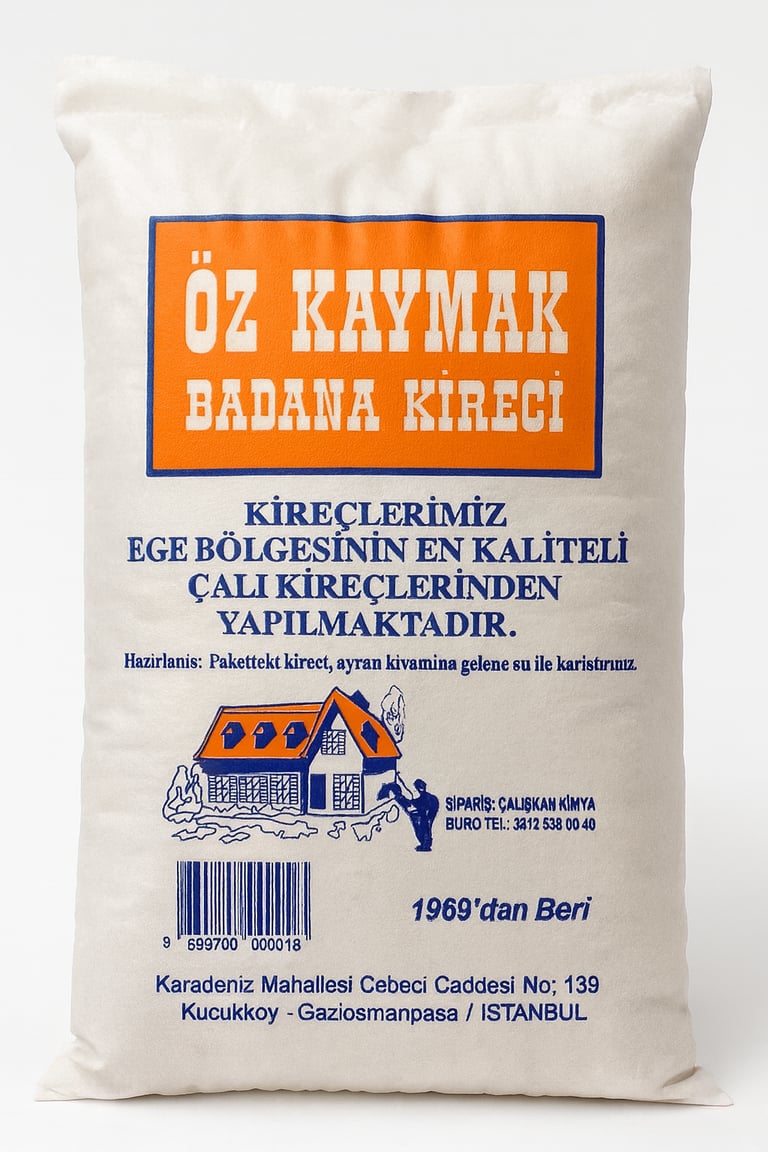 ÖZ KAYMAK
BADANA KİRECİ
KİREÇLERİMİZ
EGE BÖLGESİNİN EN KALİTELİ
ÇALI KİREÇLERİNDEN
YAPILMAKTADIR.
Hazirlanis: Pakettekt kirect, ayran kivamina gelene su ile karistırınız.
SİPARİŞ: ÇALIŞKAN KİMYA
BURO TEL.: 3212 538 00 40
1969'dan Beri
9 699700 000018
Karadeniz Mahallesi Cebeci Caddesi No; 139
Kucukkoy - Gaziosmanpasa / ISTANBUL